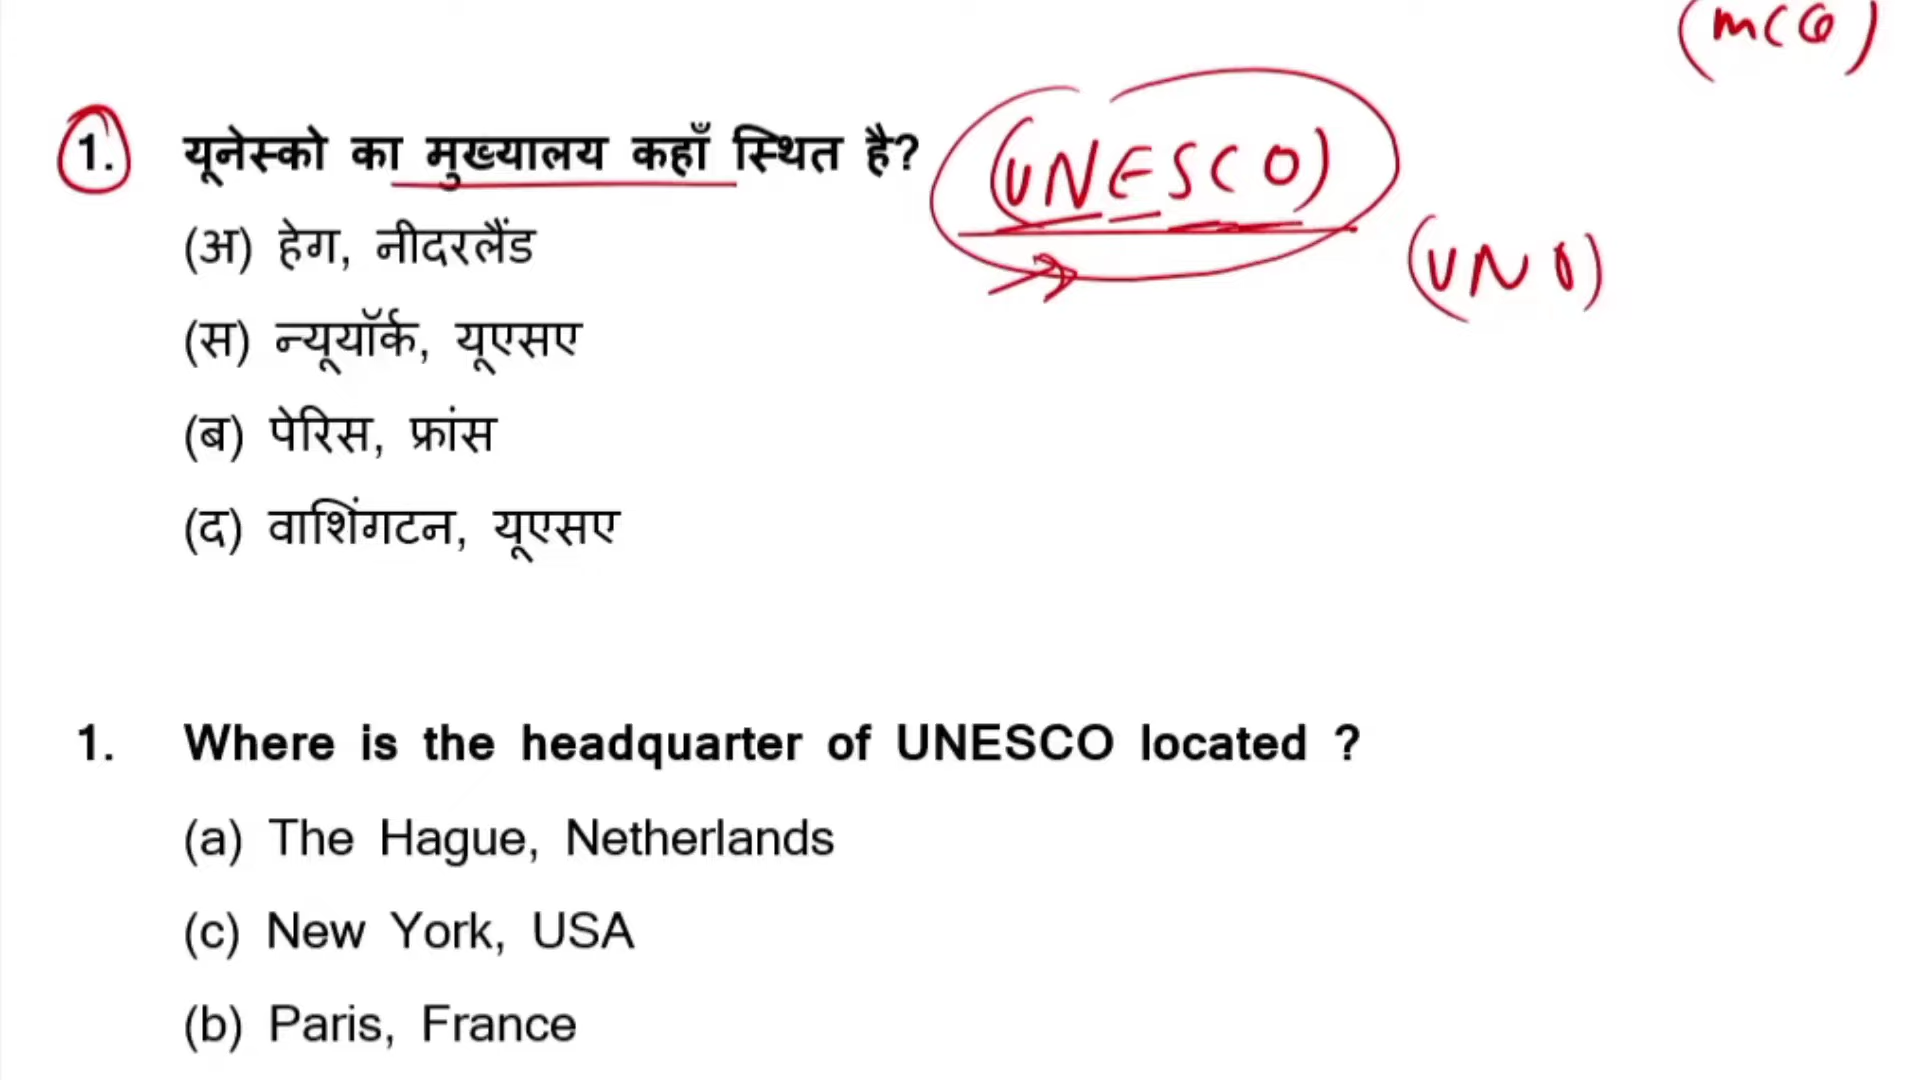 (MCQ)
1. यूनेस्को का मुख्यालय कहाँ स्थित है? (UNESCO)
(अ) हेग, नीदरलैंड
(UNO)
(स) न्यूयॉर्क, यूएसए
(ब) पेरिस, फ्रांस
(द) वाशिंगटन, यूएसए
1. Where is the headquarter of UNESCO located ?
(a) The Hague, Netherlands
(c) New York, USA
(b) Paris, France